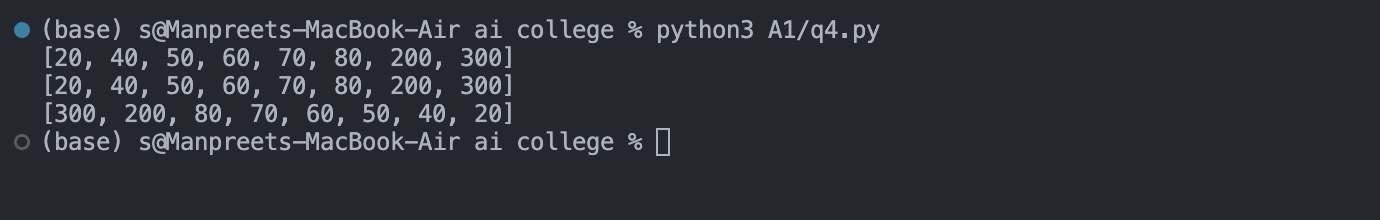 (base) s@Manpreets-MacBook-Air ai college % python3 A1/q4.py
[20, 40, 50, 60, 70, 80, 200, 300]
[20, 40, 50, 60, 70, 80, 200, 300]
[300, 200, 80, 70, 60, 50, 40, 20]
(base) s@Manpreets-MacBook-Air ai college %